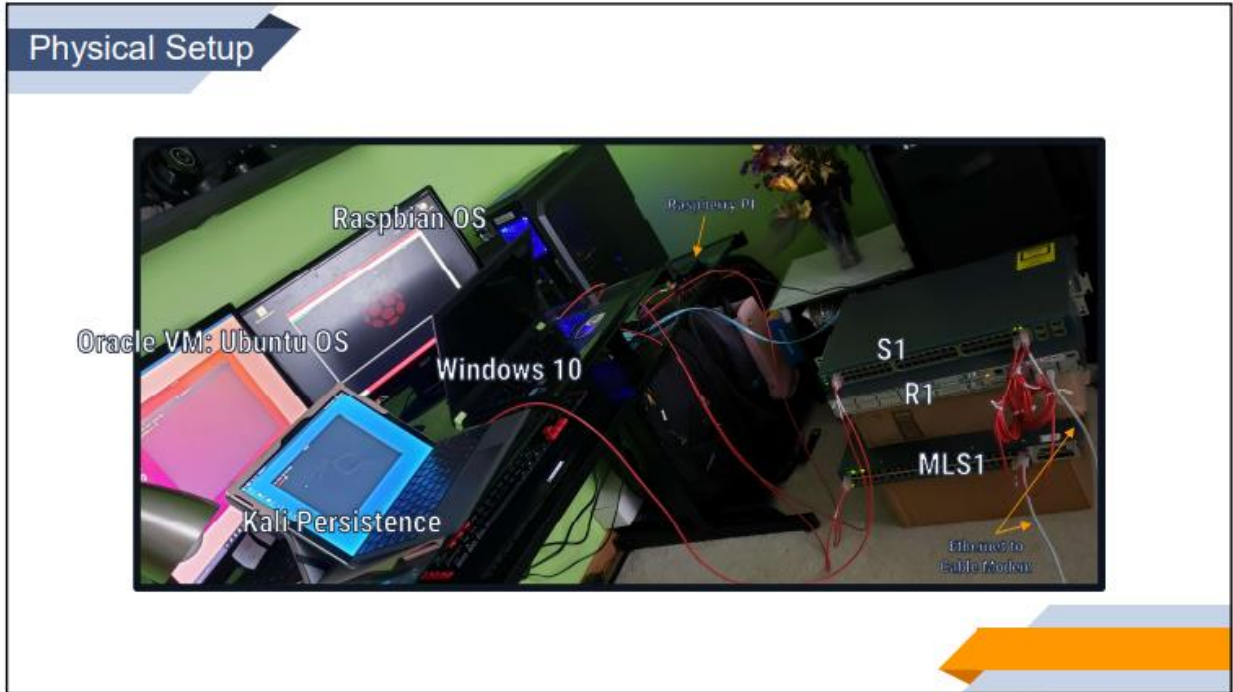 Physical Setup
Raspbian OS
Raspberry PI
Oracle VM: Ubuntu OS
S1
Windows 10
R1
MLS1
Kali Persistence
Ethernet to
Cable Modem